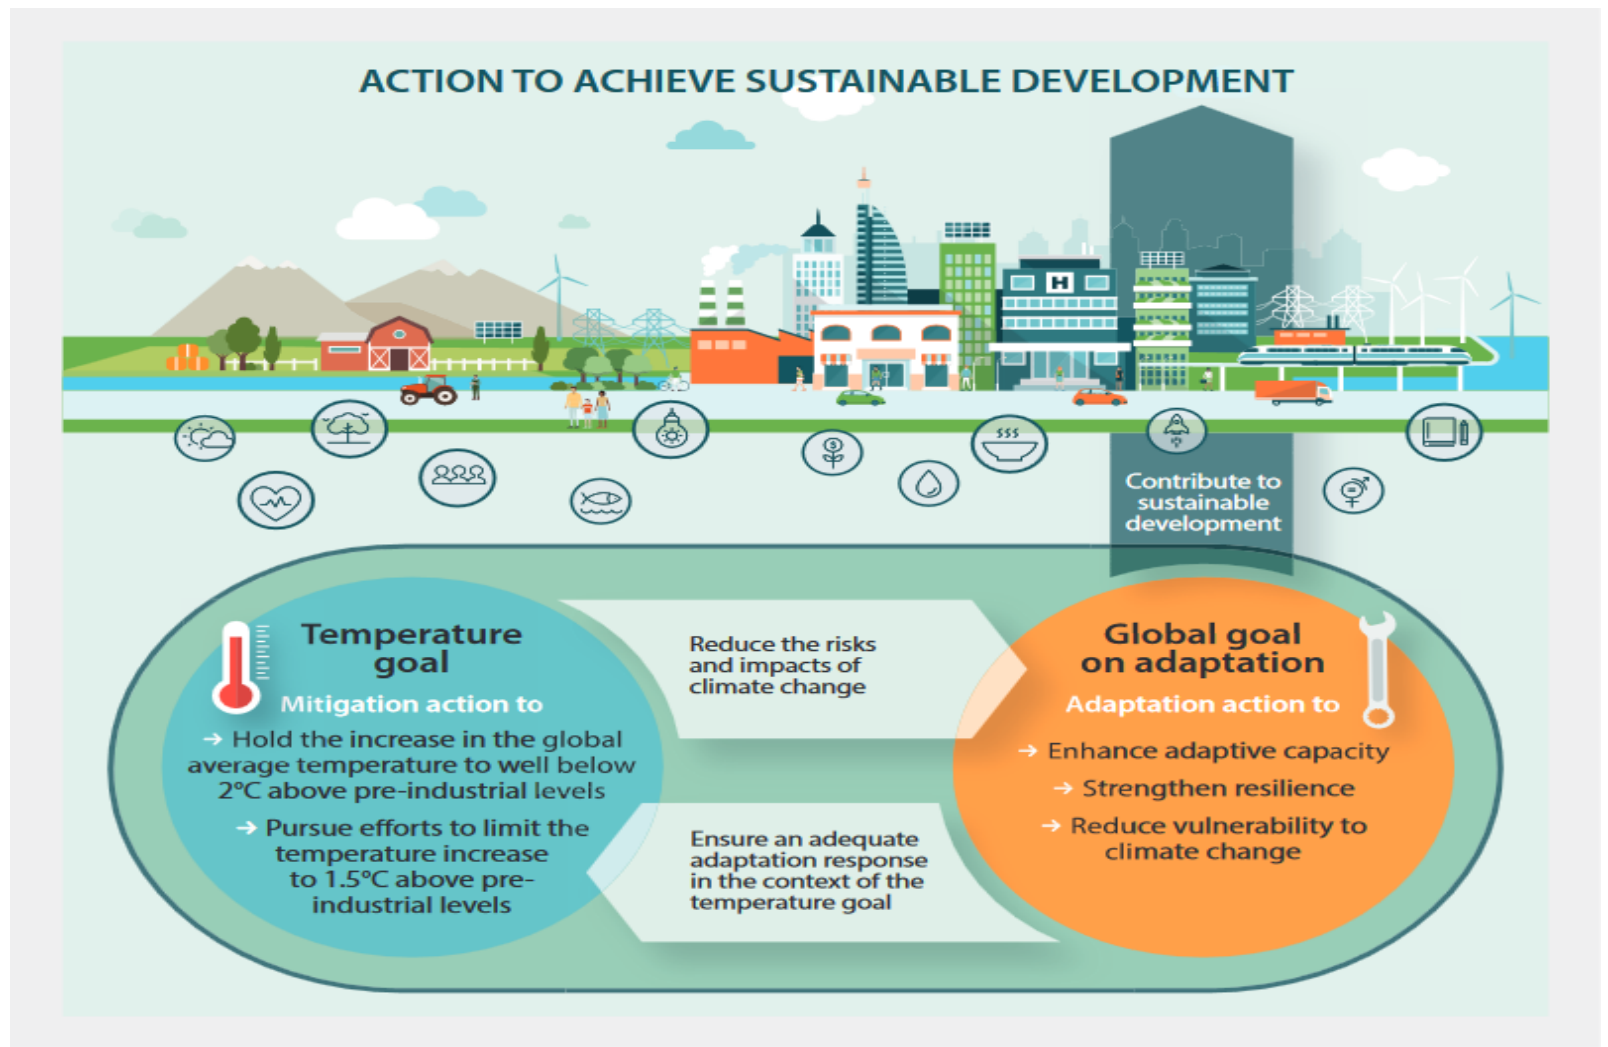 ACTION TO ACHIEVE SUSTAINABLE DEVELOPMENT
H
$
Contribute to
sustainable
development
Temperature
goal
Mitigation action to
→ Hold the increase in the global
average temperature to well below
2°C above pre-industrial levels
→ Pursue efforts to limit the
temperature increase
to 1.5°C above pre-
industrial levels
Reduce the risks
and impacts of
climate change
Ensure an adequate
adaptation response
in the context of the
temperature goal
Global goal
on adaptation
Adaptation action to
→ Enhance adaptive capacity
→ Strengthen resilience
→ Reduce vulnerability to
climate change